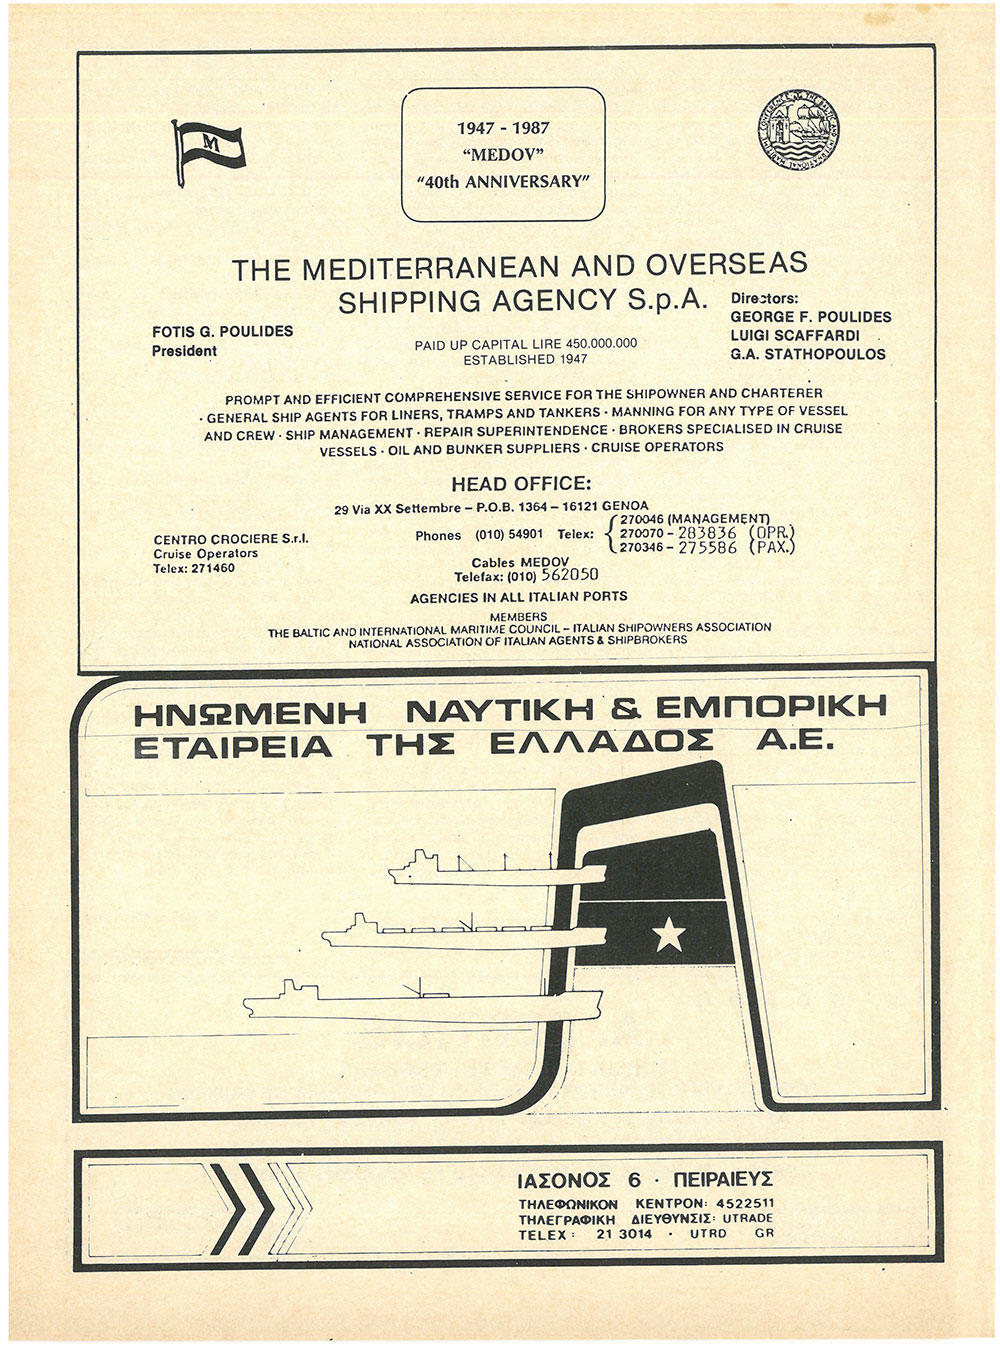 M
1947 - 1987
"MEDOV"
"40th ANNIVERSARY"
THE MEDITERRANEAN AND OVERSEAS
SHIPPING AGENCY S.p.A.
FOTIS G. POULIDES
President
Directors:
GEORGE F. POULIDES
LUIGI SCAFFARDI
G.A. STATHOPOULOS
PAID UP CAPITAL LIRE 450.000.000
ESTABLISHED 1947
PROMPT AND EFFICIENT COMPREHENSIVE SERVICE FOR THE SHIPOWNER AND CHARTERER
· GENERAL SHIP AGENTS FOR LINERS, TRAMPS AND TANKERS · MANNING FOR ANY TYPE OF VESSEL
AND CREW · SHIP MANAGEMENT · REPAIR SUPERINTENDENCE · BROKERS SPECIALISED IN CRUISE
VESSELS · OIL AND BUNKER SUPPLIERS · CRUISE OPERATORS
HEAD OFFICE:
29 Via XX Settembre – P.O.B. 1364 – 16121 GENOA
Phones (010) 54901 Telex:
270046 (MANAGEMENT)
270070 - 283836 (OPR.)
270346 - 275586 (PAX.)
CENTRO CROCIERE S.r.l.
Cruise Operators
Telex: 271460
Cables MEDOV
Telefax: (010) 562050
AGENCIES IN ALL ITALIAN PORTS
MEMBERS
THE BALTIC AND INTERNATIONAL MARITIME COUNCIL – ITALIAN SHIPOWNERS ASSOCIATION
NATIONAL ASSOCIATION OF ITALIAN AGENTS & SHIPBROKERS
ΗΝΩΜΕΝΗ ΝΑΥΤΙΚΗ & ΕΜΠΟΡΙΚΗ
ΕΤΑΙΡΕΙΑ ΤΗΣ ΕΛΛΑΔΟΣ Α.Ε.
ΙΑΣΟΝΟΣ 6 · ΠΕΙΡΑΙΕΥΣ
ΤΗΛΕΦΩΝΙΚΟΝ ΚΕΝΤΡΟΝ: 4522511
ΤΗΛΕΓΡΑΦΙΚΗ ΔΙΕΥΘΥΝΣΙΣ: UTRADE
TELEX: 21 3014 · UTRD GR